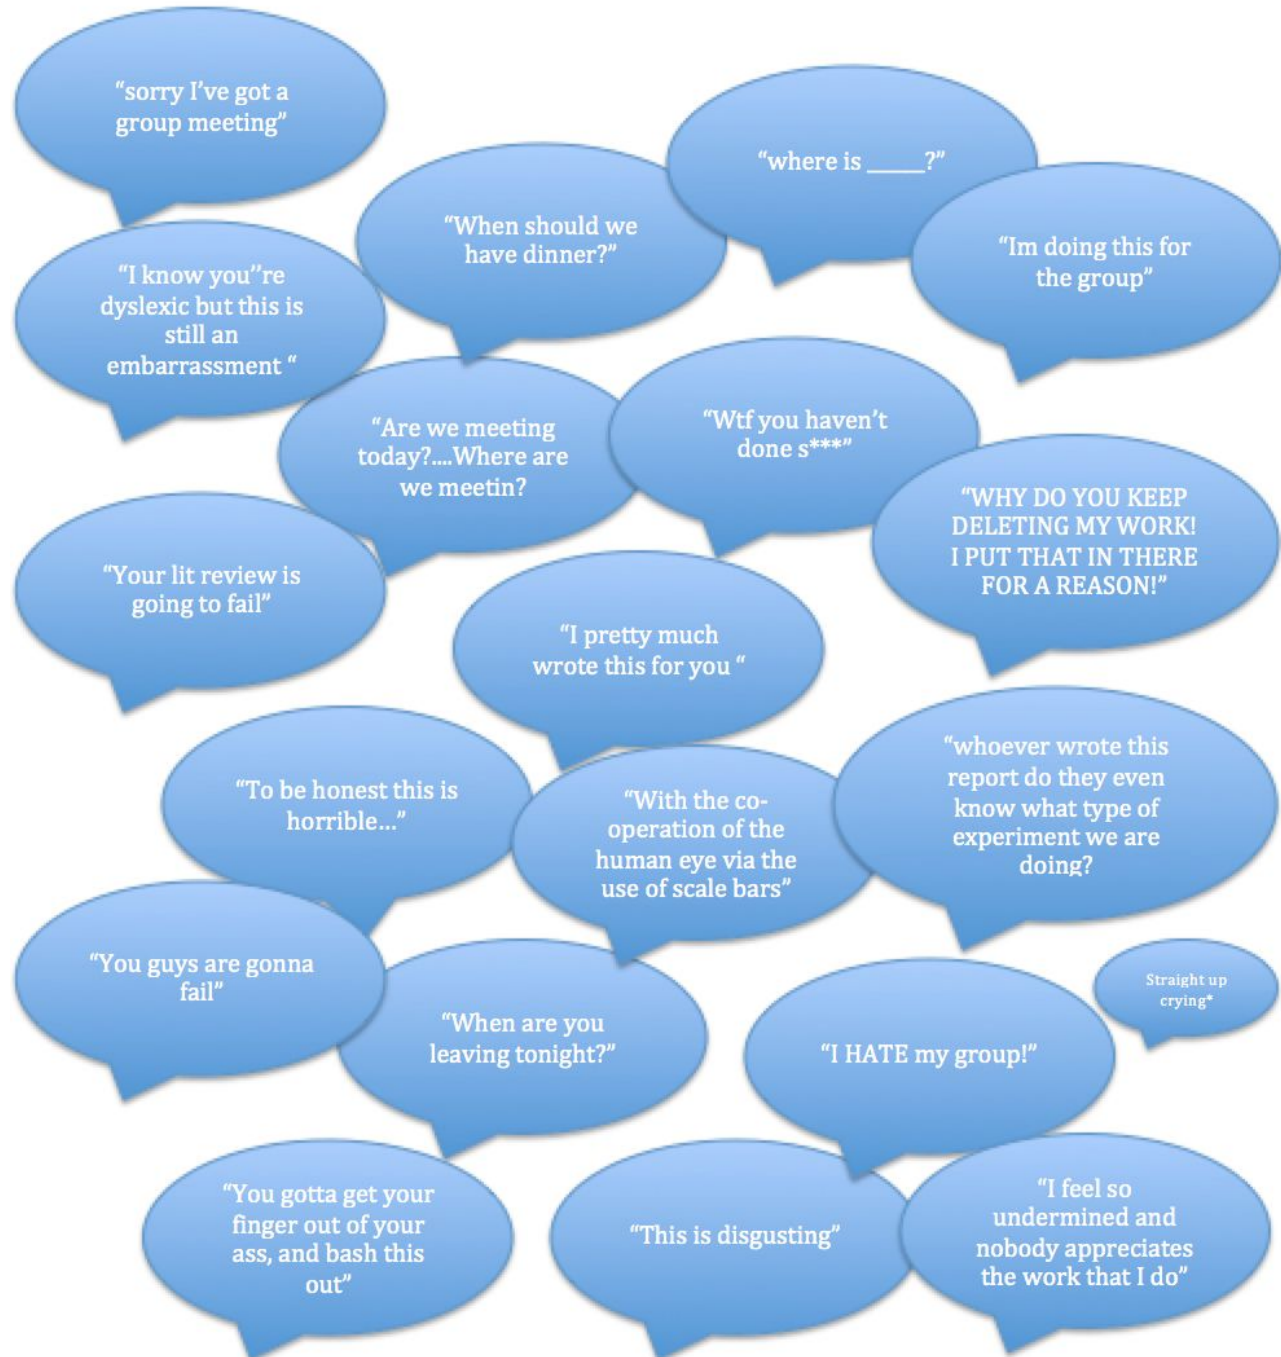 “sorry I’ve got a
group meeting”
“where is _____?”
“When should we
have dinner?”
“Im doing this for
the group”
“I know you’’re
dyslexic but this is
still an
embarrassment “
“Are we meeting
today?....Where are
we meetin?
“Wtf you haven’t
done s***”
“WHY DO YOU KEEP
DELETING MY WORK!
I PUT THAT IN THERE
FOR A REASON!”
“Your lit review is
going to fail”
“I pretty much
wrote this for you “
“To be honest this is
horrible…”
“With the co-
operation of the
human eye via the
use of scale bars”
“whoever wrote this
report do they even
know what type of
experiment we are
doing?
“You guys are gonna
fail”
“When are you
leaving tonight?”
“I HATE my group!”
Straight up
crying*
“You gotta get your
finger out of your
ass, and bash this
out”
“This is disgusting”
“I feel so
undermined and
nobody appreciates
the work that I do”